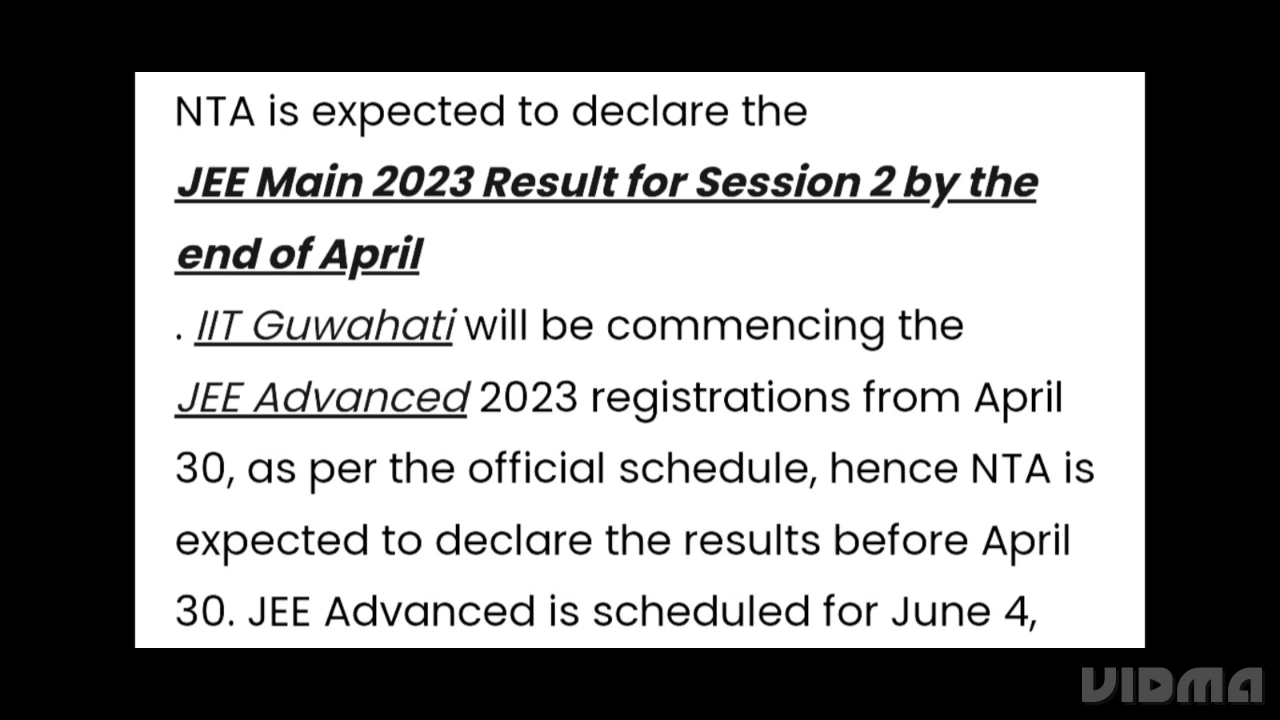 NTA is expected to declare the
JEE Main 2023 Result for Session 2 by the
end of April
. IIT Guwahati will be commencing the
JEE Advanced 2023 registrations from April
30, as per the official schedule, hence NTA is
expected to declare the results before April
30. JEE Advanced is scheduled for June 4,
VIDMA